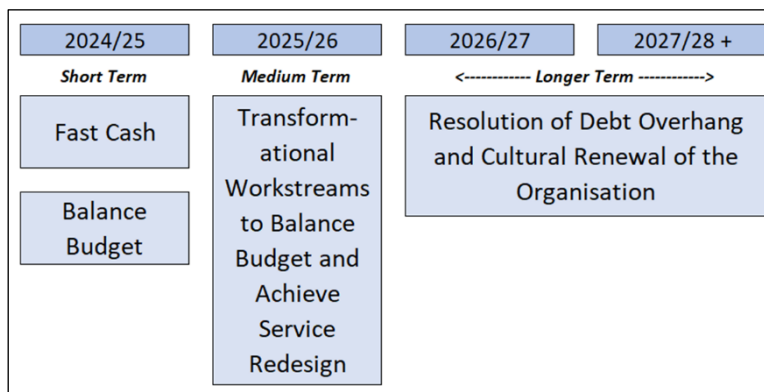 2024/25
2025/26
2026/27
2027/28 +
Short Term
Medium Term
<------------ Longer Term ------------>
Fast Cash
Balance
Budget
Transform-
ational
Workstreams
to Balance
Budget and
Achieve
Service
Redesign
Resolution of Debt Overhang
and Cultural Renewal of the
Organisation